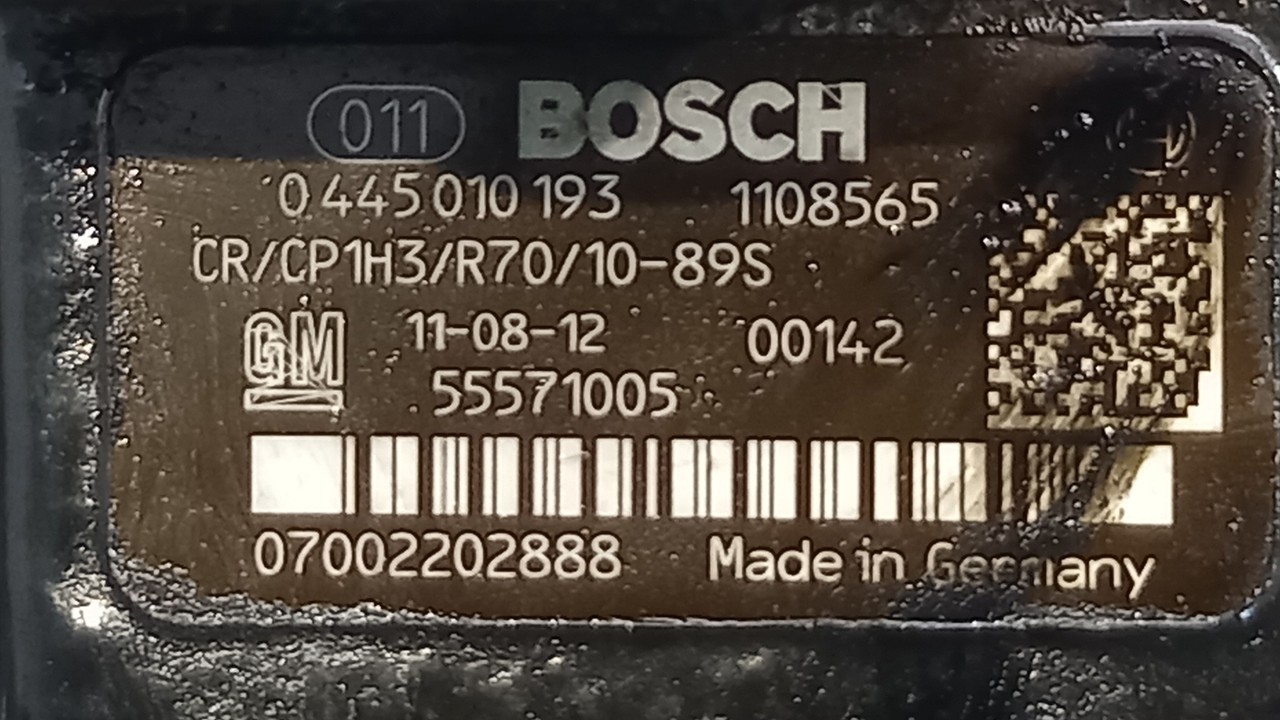 011 BOSCH
0 445 010 193 1108565
CR/CP1H3/R70/10-89S
GM 11-08-12 00142
55571005
07002202888 Made in Germany